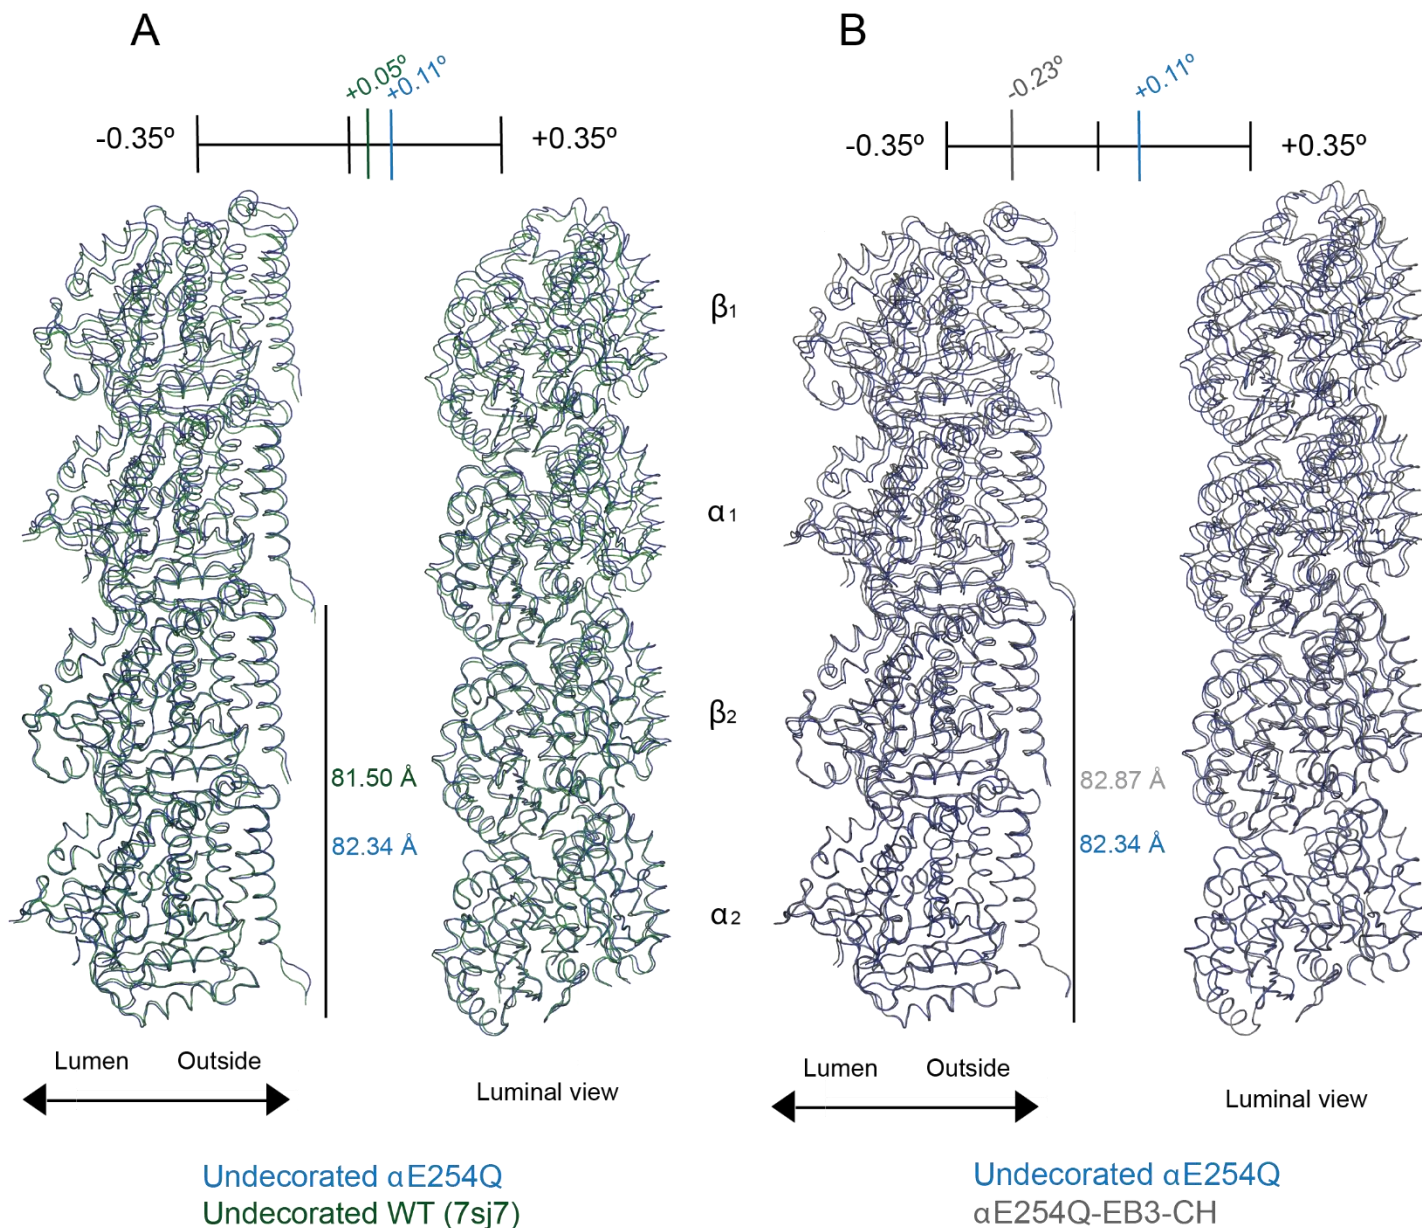 A
+0.05º
+0.11º
-0.35º
+0.35º
81.50 Å
82.34 Å
Lumen
Outside
Luminal view
Undecorated αE254Q
Undecorated WT (7sj7)
β1
α1
β2
α2
B
-0.23º
+0.11º
-0.35º
+0.35º
82.87 Å
82.34 Å
Lumen
Outside
Luminal view
Undecorated αE254Q
αE254Q-EB3-CH